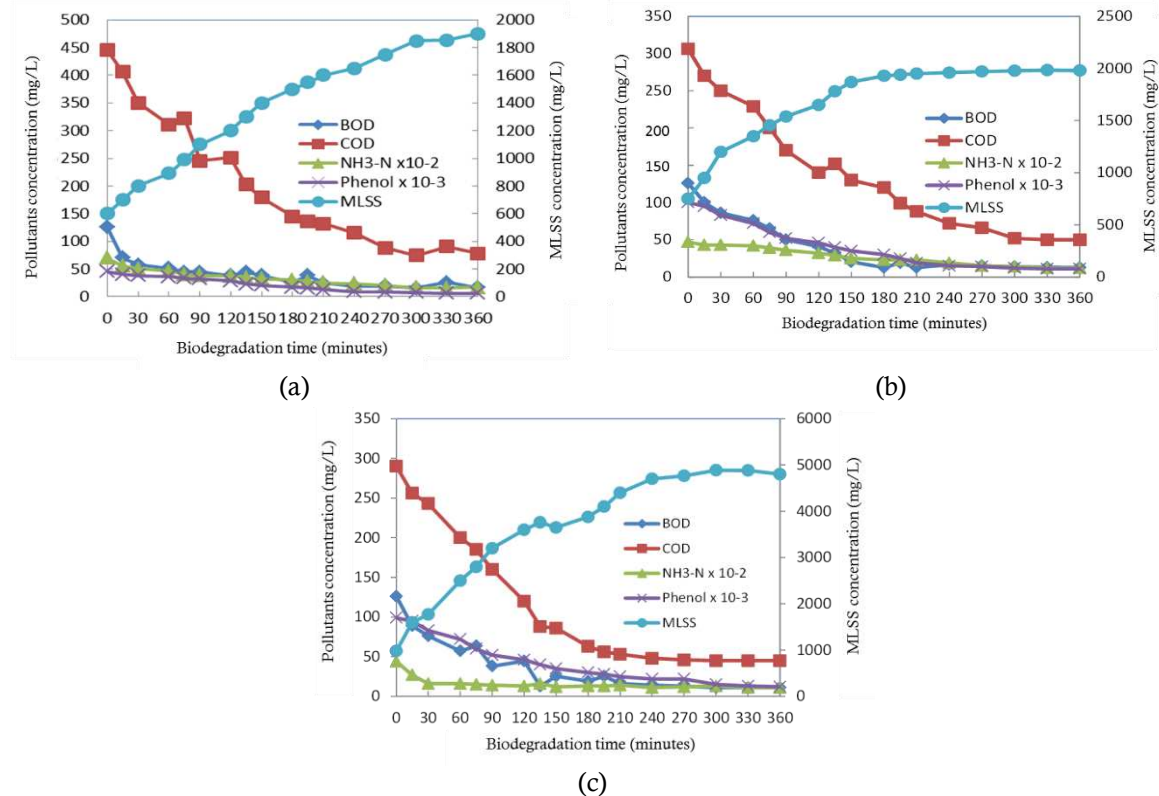 500
450
400
350
300
250
200
150
100
50
0
Pollutants concentration (mg/L)
2000
1800
1600
1400
1200
1000
800
600
400
200
0
MLSS concentration (mg/L)
BOD
COD
NH3-N x10-2
Phenol x 10-3
MLSS
0 30 60 90 120 150 180 210 240 270 300 330 360
Biodegradation time (minutes)
(a)
350
300
250
200
150
100
50
0
Pollutants concentration (mg/L)
2500
2000
1500
1000
500
0
MLSS concentration (mg/L)
BOD
COD
NH3-N x10-2
Phenol x 10-3
MLSS
0 30 60 90 120 150 180 210 240 270 300 330 360
Biodegradation time (minutes)
(b)
350
300
250
200
150
100
50
0
Pollutants concentration (mg/L)
6000
5000
4000
3000
2000
1000
0
MLSS concentration (mg/L)
BOD
COD
NH3-N x 10-2
Phenol x 10-3
MLSS
0 30 60 90 120 150 180 210 240 270 300 330 360
Biodegradation time (minutes)
(c)